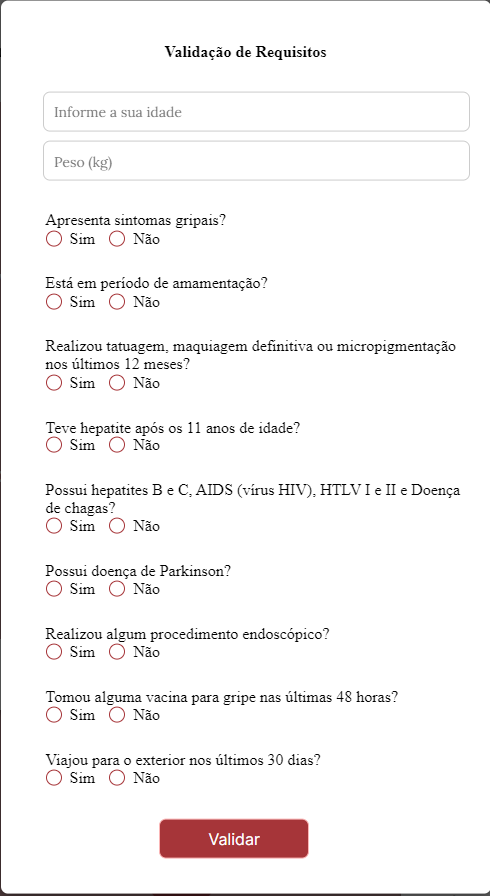 Validação de Requisitos
Informe a sua idade
Peso (kg)
Apresenta sintomas gripais?
Sim Não
Está em período de amamentação?
Sim Não
Realizou tatuagem, maquiagem definitiva ou micropigmentação
nos últimos 12 meses?
Sim Não
Teve hepatite após os 11 anos de idade?
Sim Não
Possui hepatites B e C, AIDS (vírus HIV), HTLV I e II e Doença
de chagas?
Sim Não
Possui doença de Parkinson?
Sim Não
Realizou algum procedimento endoscópico?
Sim Não
Tomou alguma vacina para gripe nas últimas 48 horas?
Sim Não
Viajou para o exterior nos últimos 30 dias?
Sim Não
Validar